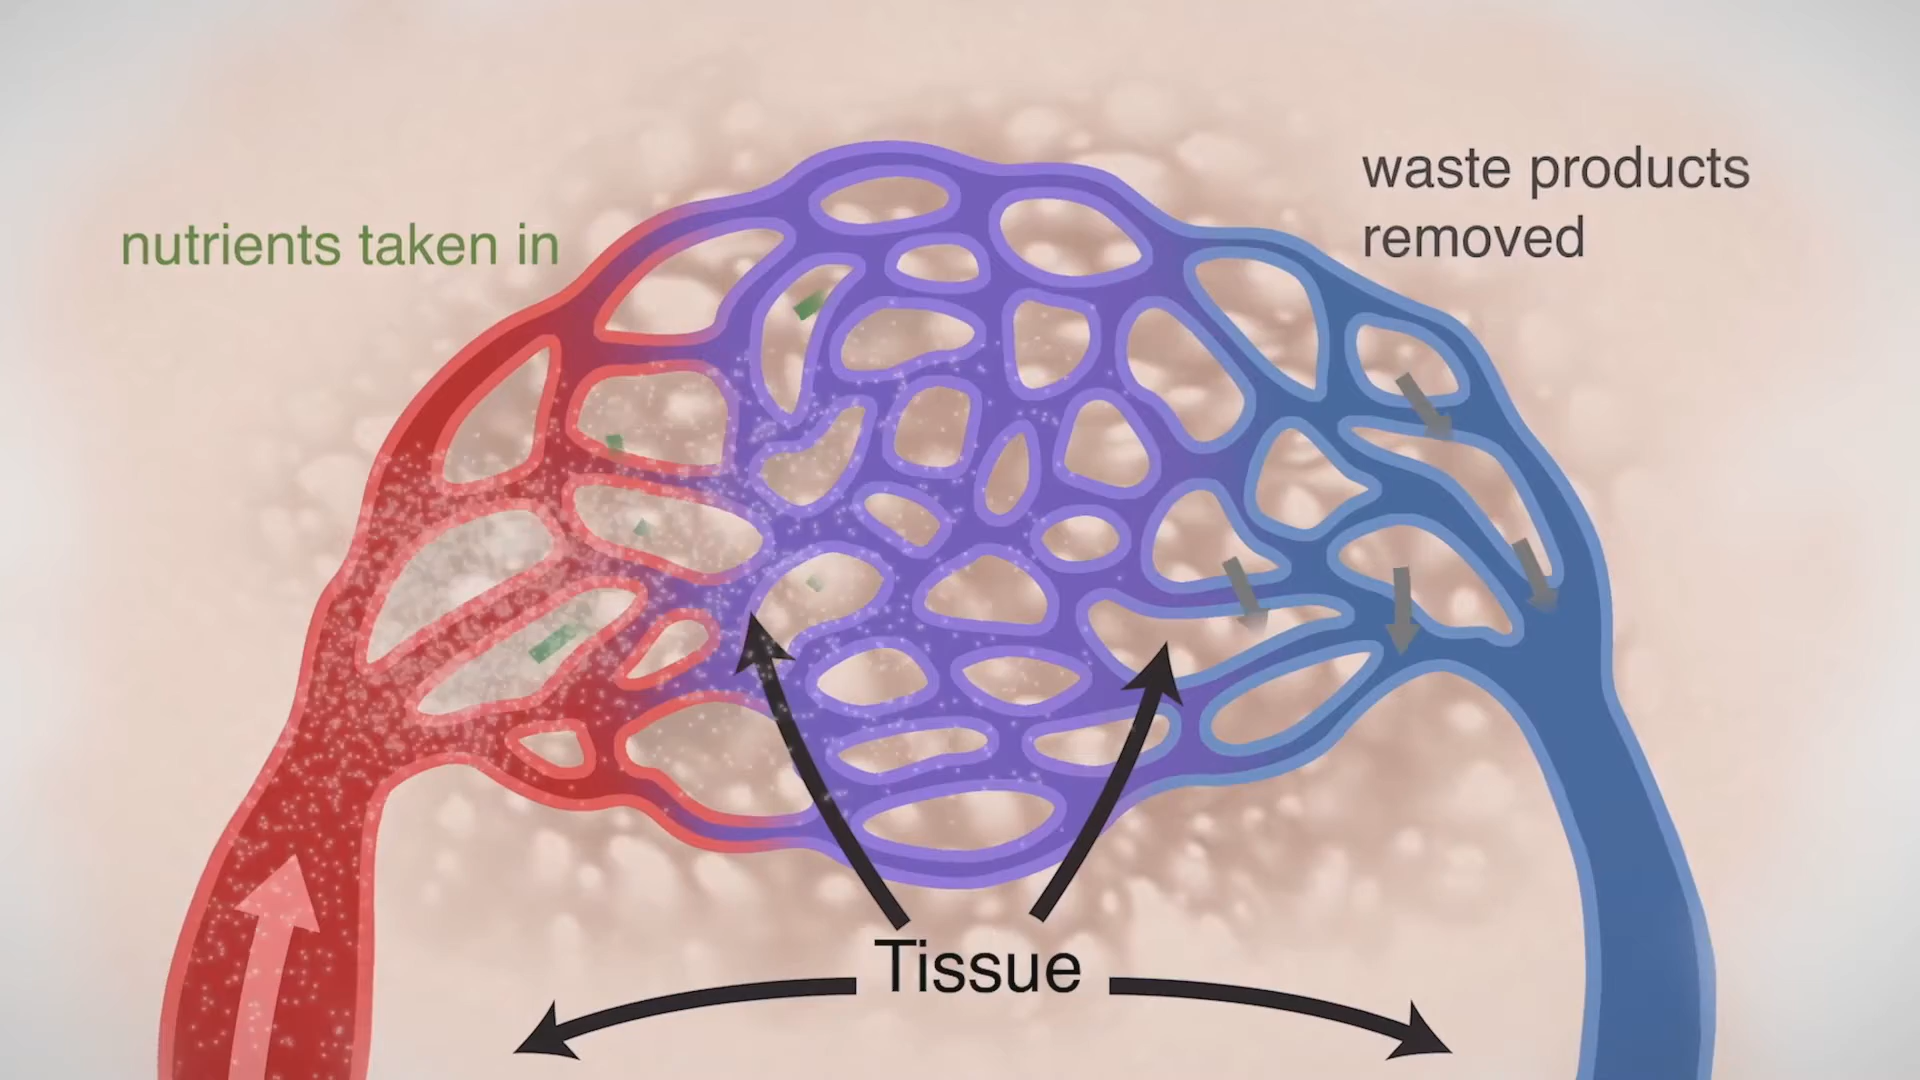 nutrients taken in
waste products
removed
Tissue